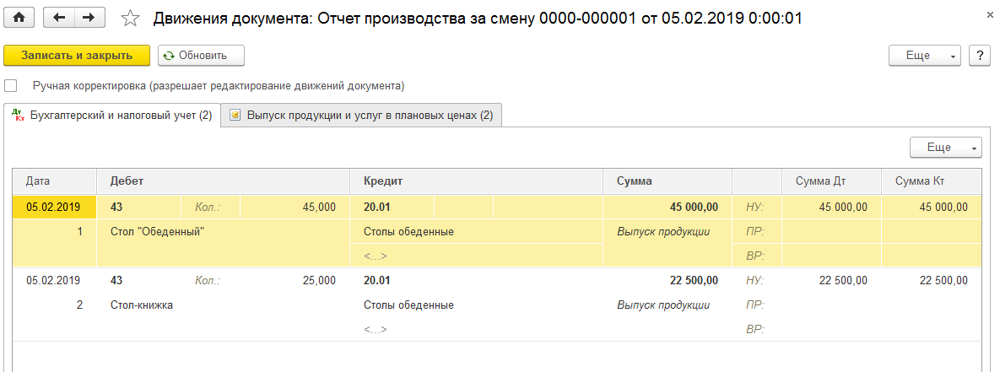 Движения документа: Отчет производства за смену 0000-000001 от 05.02.2019 0:00:01
Записать и закрыть Обновить Еще ?
Ручная корректировка (разрешает редактирование движений документа)
Дт Кт Бухгалтерский и налоговый учет (2) Выпуск продукции и услуг в плановых ценах (2)
Еще
Дата Дебет Кредит Сумма Сумма Дт Сумма Кт
05.02.2019 43 Кол.: 45,000 20.01 45 000,00 НУ: 45 000,00 45 000,00
1 Стол "Обеденный" Столы обеденные Выпуск продукции ПР:
<...> ВР:
05.02.2019 43 Кол.: 25,000 20.01 22 500,00 НУ: 22 500,00 22 500,00
2 Стол-книжка Столы обеденные Выпуск продукции ПР:
<...> ВР: